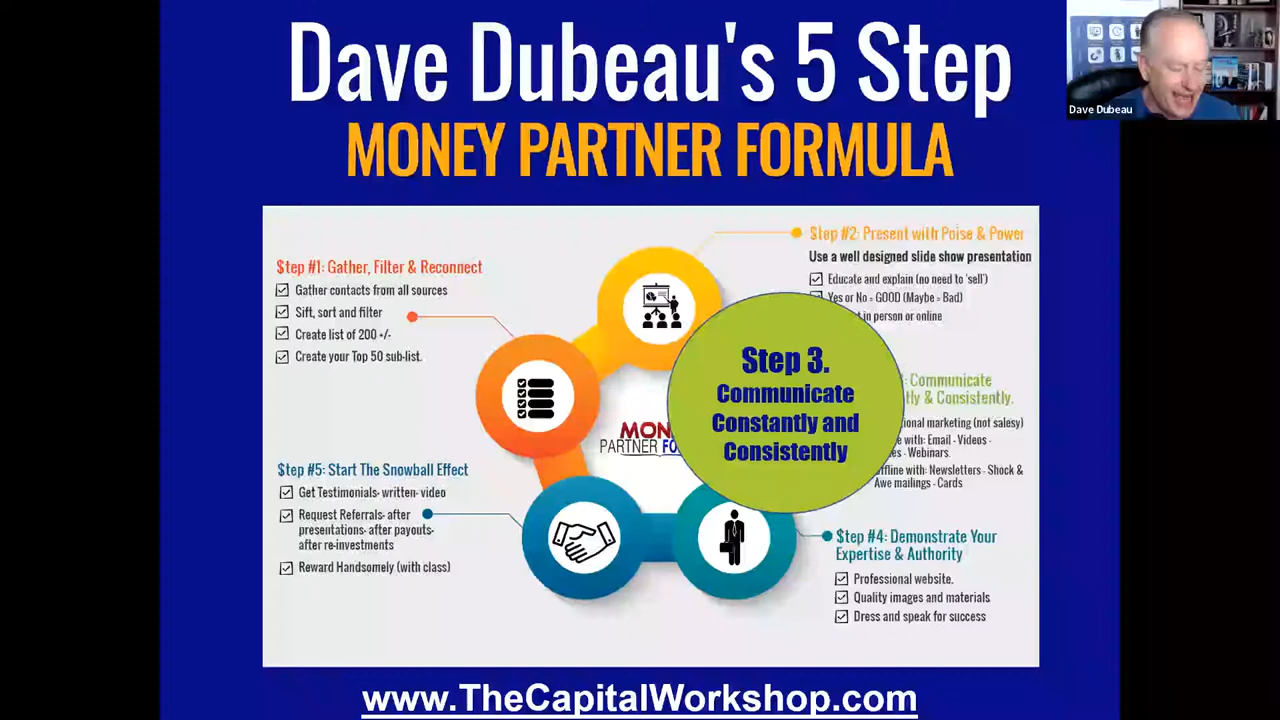 Dave Dubeau's 5 Step
MONEY PARTNER FORMULA
Dave Dubeau
$tep #1: Gather, Filter & Reconnect
Gather contacts from all sources
Sift, sort and filter
Create list of 200 +/-
Create your Top 50 sub-list.
$tep #2: Present with Poise & Power
Use a well designed slide show presentation
Educate and explain (no need to 'sell')
Yes or No = GOOD (Maybe = Bad)
in person or online
Step 3.
Communicate
Constantly and
Consistently
Communicate
& Consistently.
marketing (not salesy)
with: Email - Videos -
- Webinars.
with: Newsletters - Shock &
Awe mailings - Cards
PARTNER
$tep #5: Start The Snowball Effect
Get Testimonials- written- video
Request Referrals- after
presentations- after payouts-
after re-investments
Reward Handsomely (with class)
$tep #4: Demonstrate Your
Expertise & Authority
Professional website.
Quality images and materials
Dress and speak for success
www.TheCapitalWorkshop.com